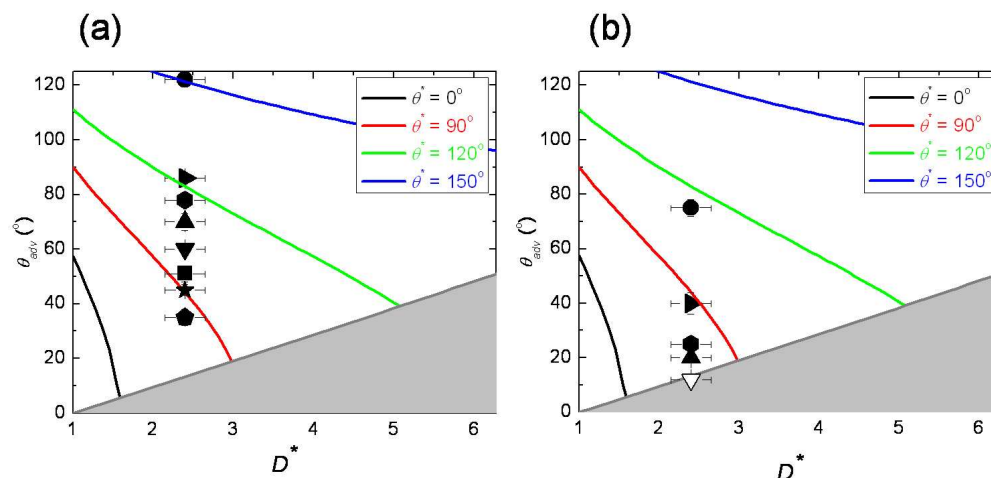 (a)
(b)
θ* = 0°
θ* = 90°
θ* = 120°
θ* = 150°
θ* = 0°
θ* = 90°
θ* = 120°
θ* = 150°
120
100
80
60
40
20
0
θadv (°)
1 2 3 4 5 6
D*
120
100
80
60
40
20
0
θadv (°)
1 2 3 4 5 6
D*